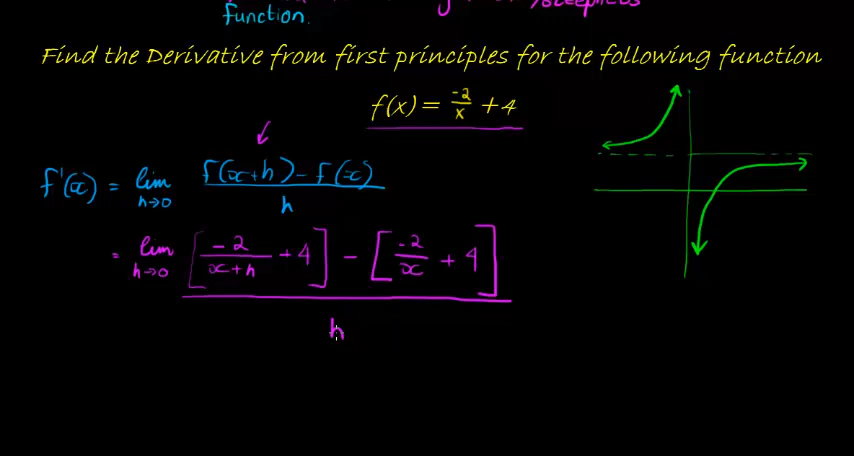 function.
Find the Derivative from first principles for the following function
f(x) = -2/x + 4
f'(x) = lim h→0 f(x+h) - f(x) / h
= lim h→0 [-2/x+h + 4] - [-2/x + 4] / h